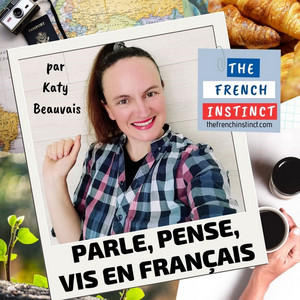 par
Katy
Beauvais
THE
FRENCH
INSTINCT
thefrenchinstinct.com
PARLE, PENSE,
VIS EN FRANÇAIS